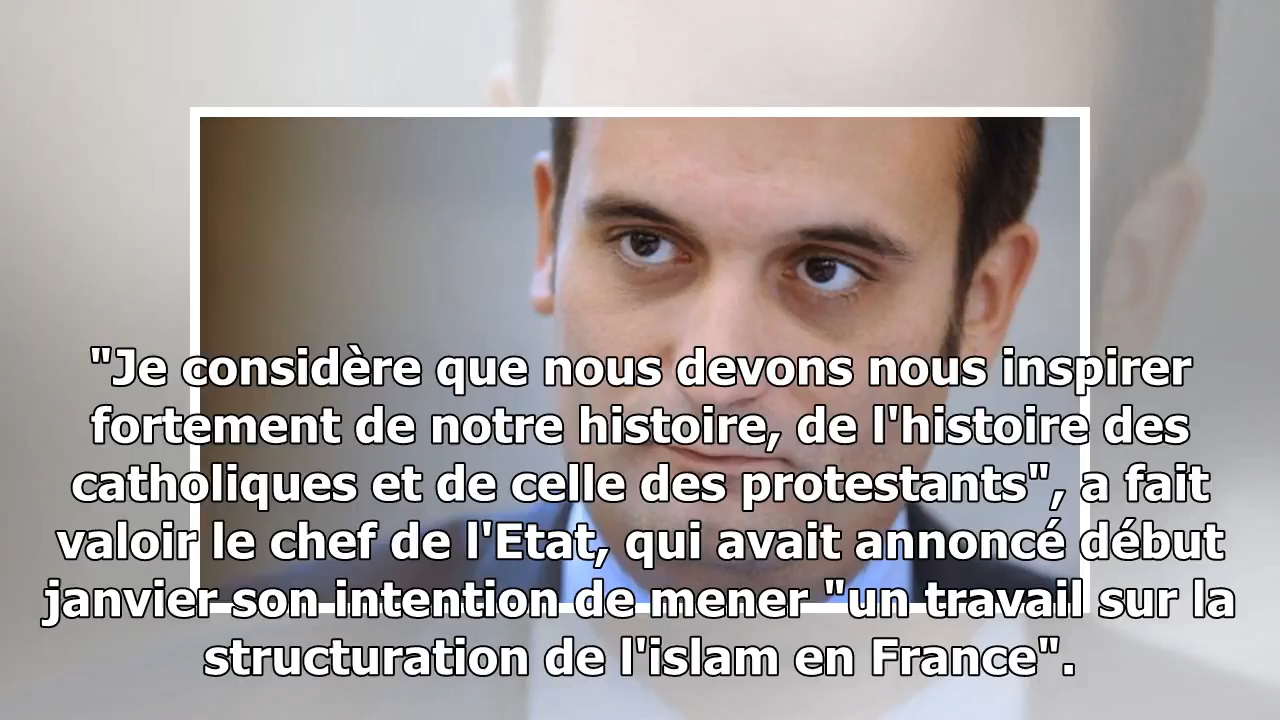 "Je considère que nous devons nous inspirer
fortement de notre histoire, de l'histoire des
catholiques et de celle des protestants", a fait
valoir le chef de l'Etat, qui avait annoncé début
janvier son intention de mener "un travail sur la
structuration de l'islam en France".